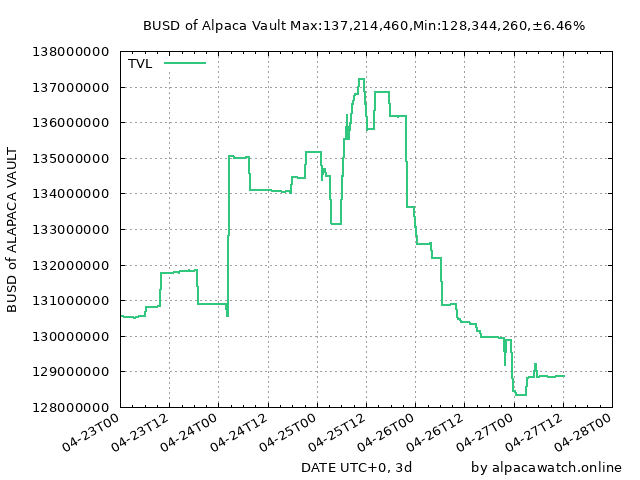 BUSD of Alpaca Vault Max:137,214,460,Min:128,344,260,±6.46%
TVL
138000000
137000000
136000000
135000000
134000000
133000000
132000000
131000000
130000000
129000000
128000000
BUSD of ALAPACA VAULT
04-23T00
04-23T12
04-24T00
04-24T12
04-25T00
04-25T12
04-26T00
04-26T12
04-27T00
04-27T12
04-28T00
DATE UTC+0, 3d
by alpacawatch.online